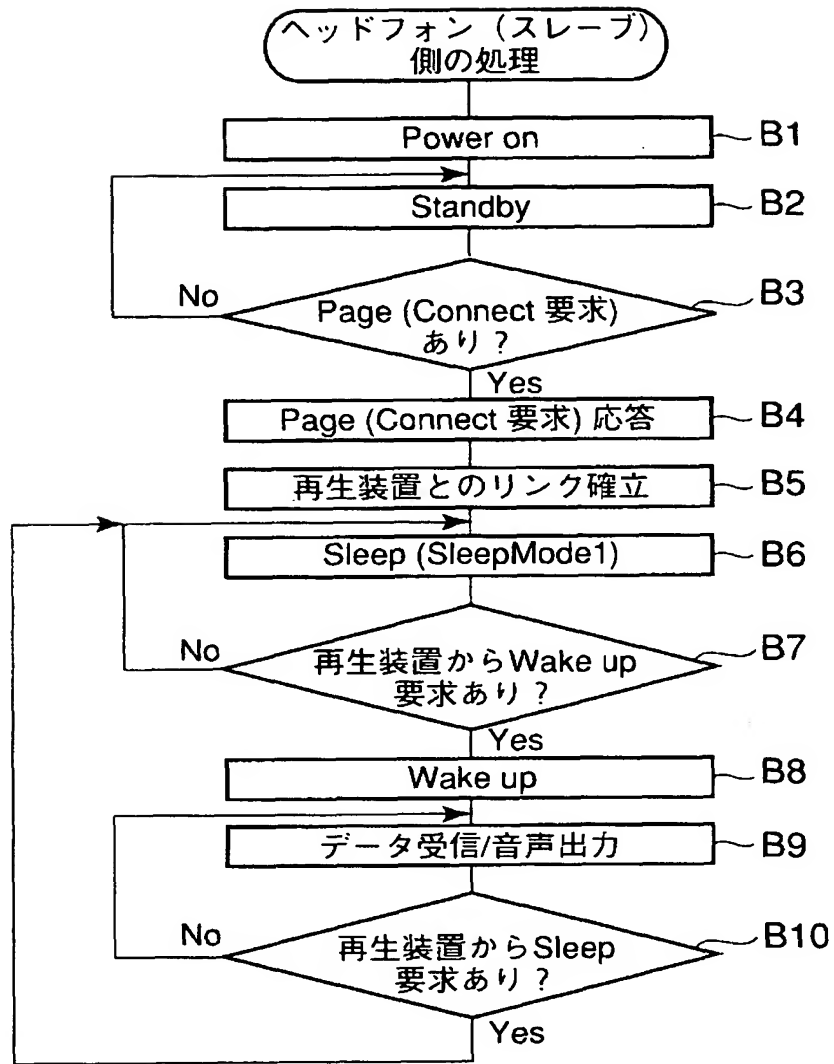 ヘッドフォン (スレーブ)
側の処理
Power on
B1
Standby
B2
No
Page (Connect 要求)
あり?
B3
Yes
Page (Connect 要求) 応答
B4
再生装置とのリンク確立
B5
Sleep (SleepMode1)
B6
No
再生装置からWake up
要求あり?
B7
Yes
Wake up
B8
データ受信/音声出力
B9
No
再生装置からSleep
要求あり?
B10
Yes